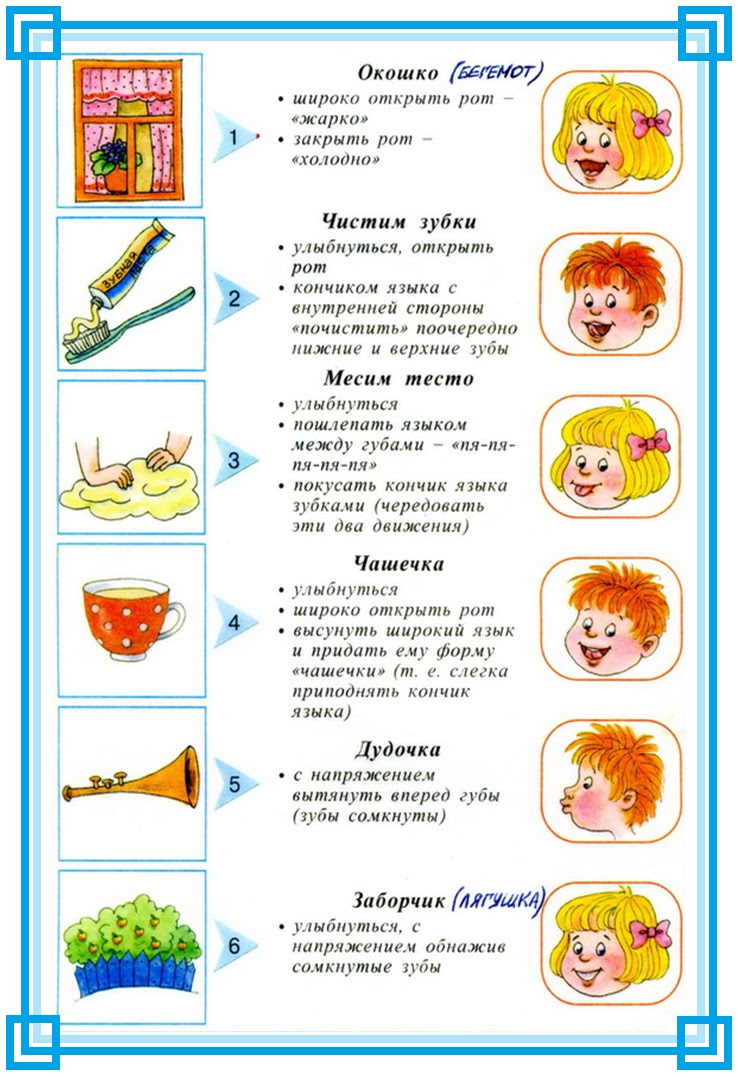 Окошко (БЕГЕМОТ)
• широко открыть рот –
«жарко»
• закрыть рот –
«холодно»
1
Чистим зубки
• улыбнуться, открыть
рот
• кончиком языка с
внутренней стороны
«почистить» поочередно
нижние и верхние зубы
ЗУБНАЯ
ПАСТА
2
Месим тесто
• улыбнуться
• пошлепать языком
между губами – «пя-пя-
пя-пя-пя»
• покусать кончик языка
зубками (чередовать
эти два движения)
3
Чашечка
• улыбнуться
• широко открыть рот
• высунуть широкий язык
и придать ему форму
«чашечки» (т. е. слегка
приподнять кончик
языка)
4
Дудочка
• с напряжением
вытянуть вперед губы
(зубы сомкнуты)
5
Заборчик (ЛЯГУШКА)
• улыбнуться, с
напряжением обнажив
сомкнутые зубы
6